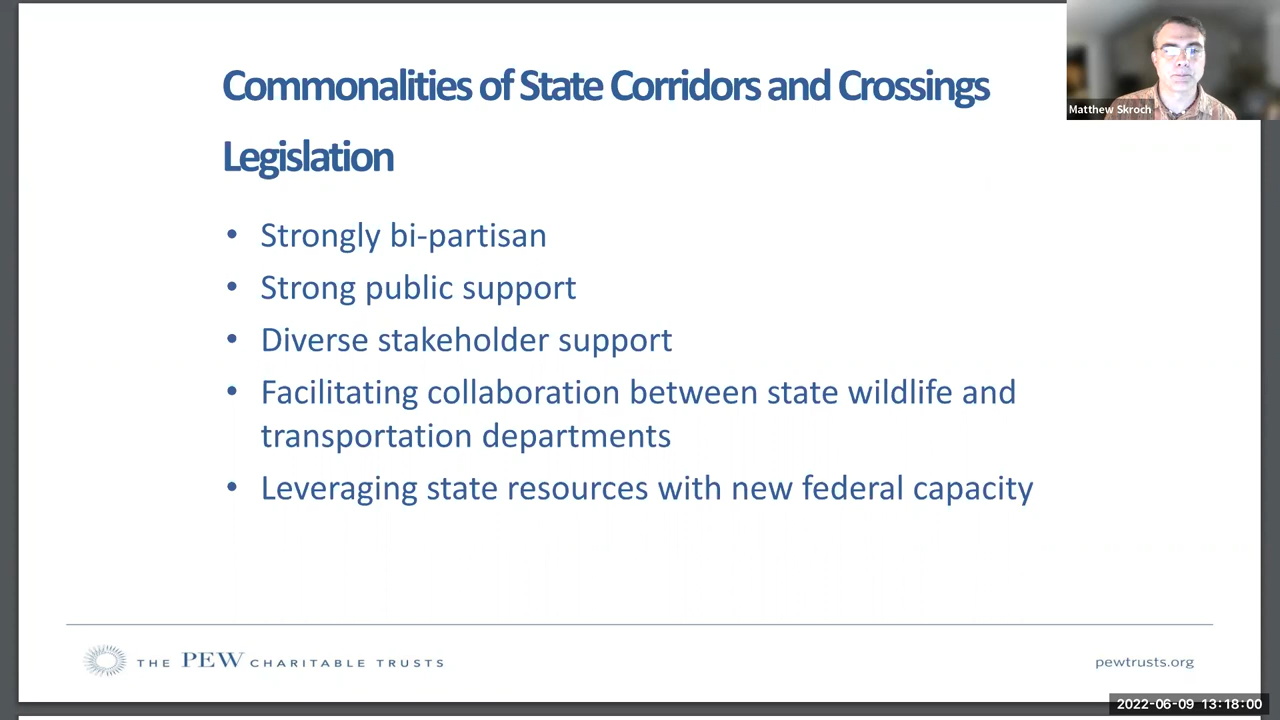 Commonalities of State Corridors and Crossings
Legislation
Matthew Skroch
• Strongly bi-partisan
• Strong public support
• Diverse stakeholder support
• Facilitating collaboration between state wildlife and
transportation departments
• Leveraging state resources with new federal capacity
THE PEW CHARITABLE TRUSTS
pewtrusts.org
2022-06-09 13:18:00